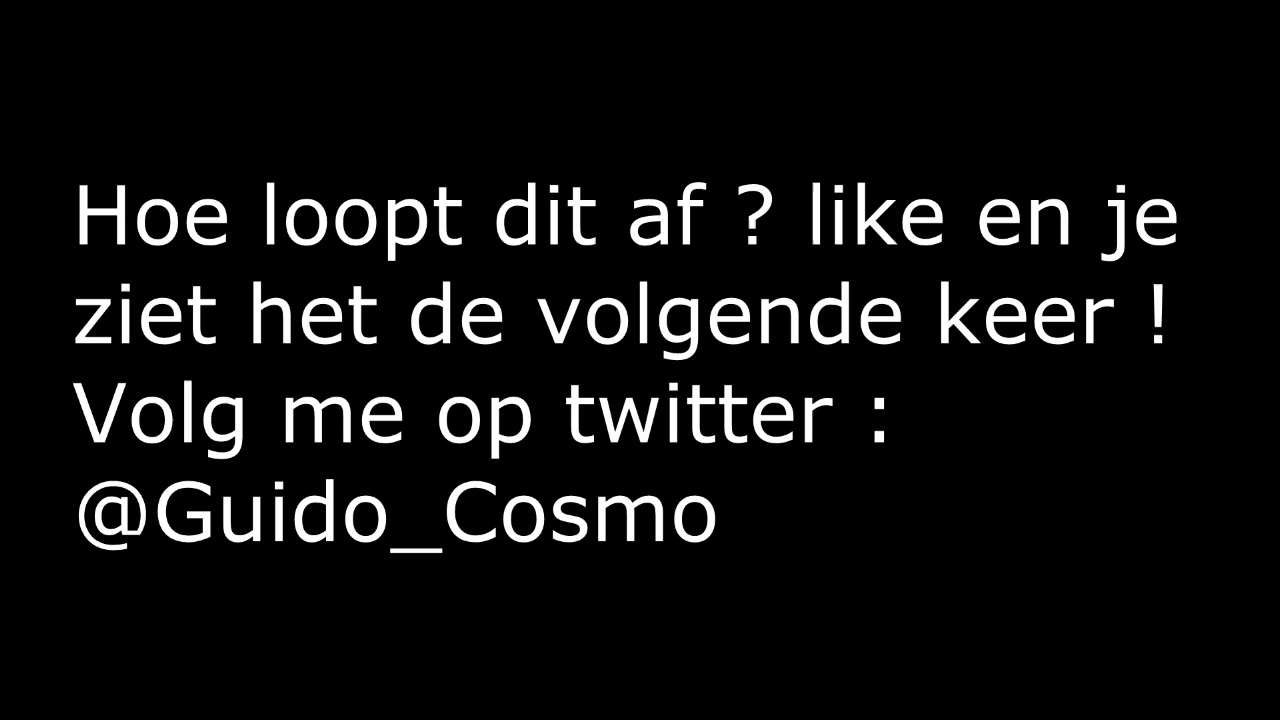 Hoe loopt dit af ? like en je
ziet het de volgende keer !
Volg me op twitter :
@Guido_Cosmo